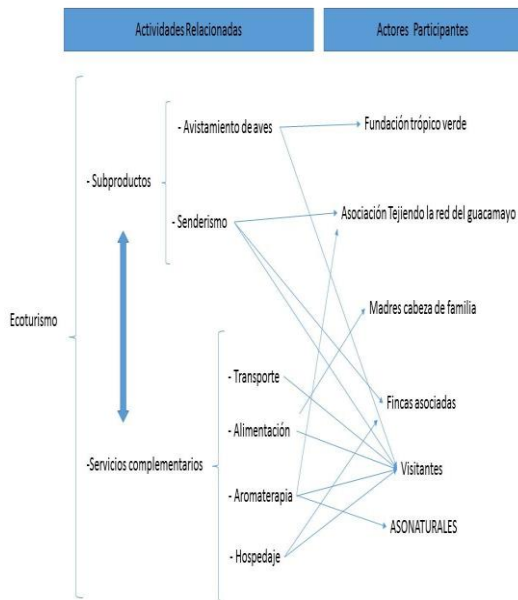 Actividades Relacionadas
Actores Participantes
- Avistamiento de aves
Fundación trópico verde
- Subproductos
- Senderismo
Asociación Tejiendo la red del guacamayo
Madres cabeza de familia
Ecoturismo
- Transporte
Fincas asociadas
- Alimentación
-Servicios complementarios
Visitantes
- Aromaterapia
ASONATURALES
- Hospedaje